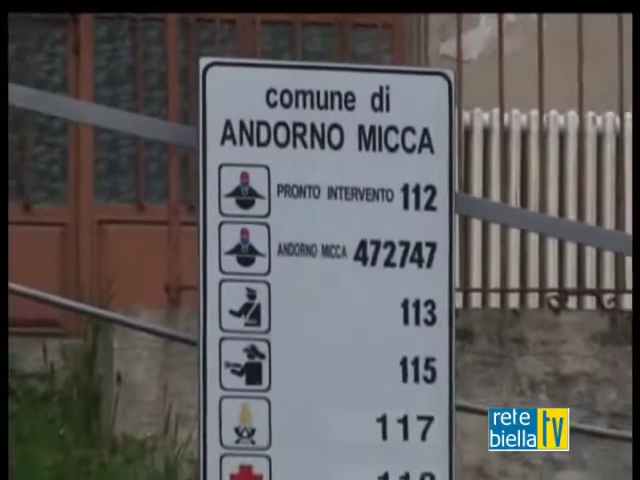 comune di
ANDORNO MICCA
PRONTO INTERVENTO 112
ANDORNO MICCA 472747
113
115
117
rete
biella tv